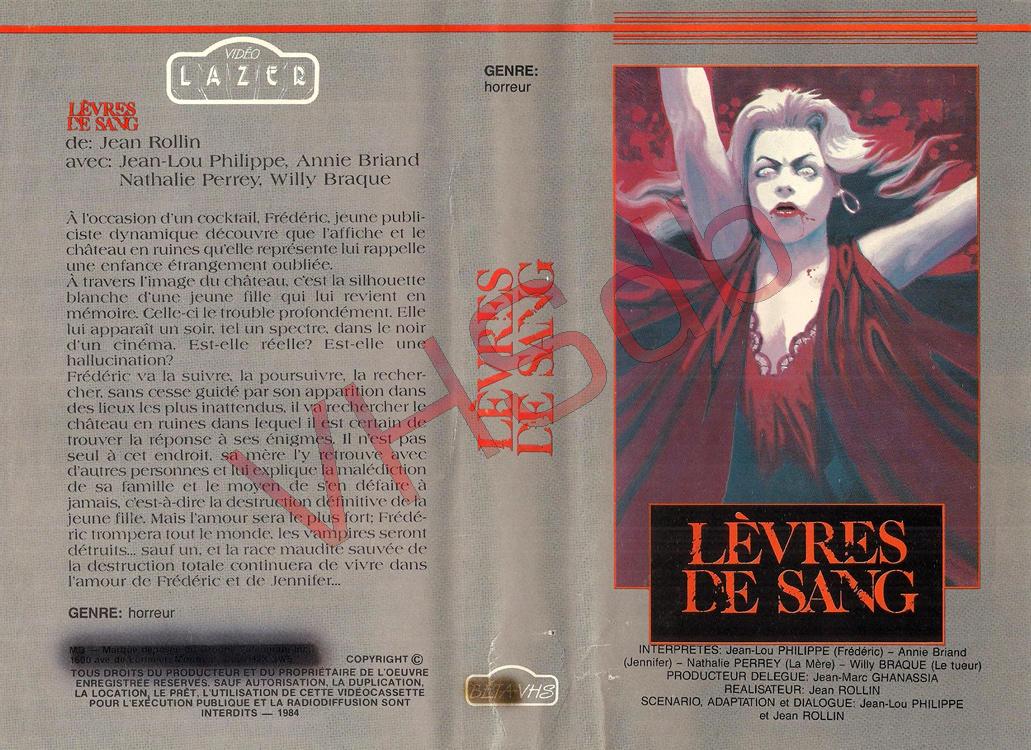 VIDÉO
LAZER
LÈVRES
DE SANG
de: Jean Rollin
avec: Jean-Lou Philippe, Annie Briand
Nathalie Perrey, Willy Braque
À l'occasion d'un cocktail, Frédéric, jeune publi-
ciste dynamique découvre que l'affiche et le
château en ruines qu'elle représente lui rappelle
une enfance étrangement oubliée.
À travers l'image du château, c'est la silhouette
blanche d'une jeune fille qui lui revient en
mémoire. Celle-ci le trouble profondément. Elle
lui apparaît un soir, tel un spectre, dans le noir
d'un cinéma. Est-elle réelle? Est-elle une
hallucination?
Frédéric va la suivre, la poursuivre, la recher-
cher, sans cesse guidé par son apparition dans
des lieux les plus inattendus, il va rechercher le
château en ruines dans lequel il est certain de
trouver la réponse à ses énigmes. Il n'est pas
seul à cet endroit, sa mère l'y retrouve avec
d'autres personnes et lui explique la malédiction
de sa famille et le moyen de s'en défaire à
jamais, c'est-à-dire la destruction définitive de la
jeune fille. Mais l'amour sera le plus fort; Frédé-
ric trompera tout le monde, les vampires seront
détruits... sauf un, et la race maudite sauvée de
la destruction totale continuera de vivre dans
l'amour de Frédéric et de Jennifer...
GENRE: horreur
MD – Marque déposée
COPYRIGHT ©
TOUS DROITS DU PRODUCTEUR ET DU PROPRIÉTAIRE DE L'OEUVRE
ENREGISTRÉE RÉSERVÉS. SAUF AUTORISATION, LA DUPLICATION,
LA LOCATION, LE PRÊT, L'UTILISATION DE CETTE VIDÉOCASSETTE
POUR L'EXÉCUTION PUBLIQUE ET LA RADIODIFFUSION SONT
INTERDITS — 1984
GENRE:
horreur
LÈVRES
DE SANG
BETA VHS
LÈVRES
DE SANG
INTERPRETES: Jean-Lou PHILIPPE (Frédéric) – Annie Briand
(Jennifer) – Nathalie PERREY (La Mère) – Willy BRAQUE (Le tueur)
PRODUCTEUR DELEGUE: Jean-Marc GHANASSIA
REALISATEUR: Jean ROLLIN
SCENARIO, ADAPTATION et DIALOGUE: Jean-Lou PHILIPPE
et Jean ROLLIN
VHSdb